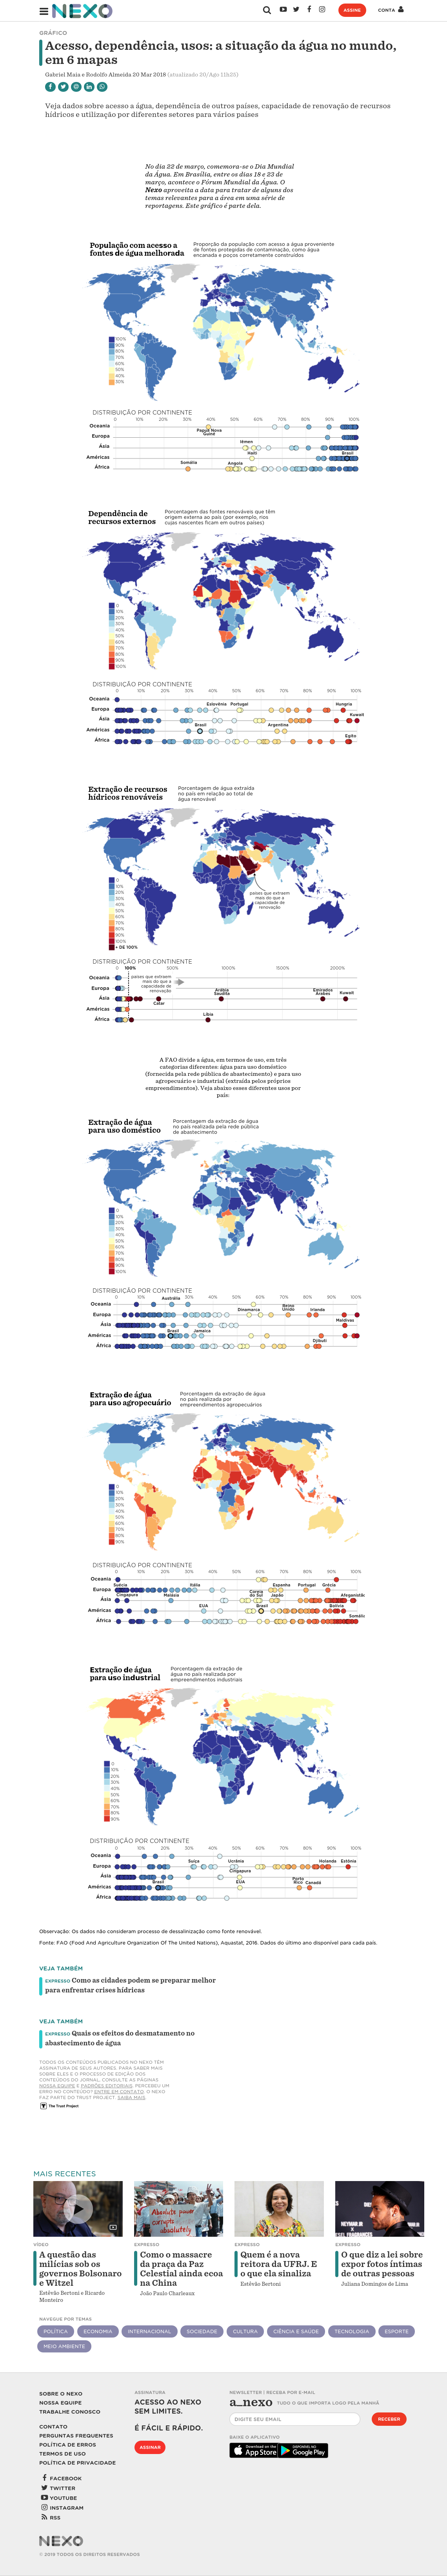 NEXO
ASSINE
CONTA
GRÁFICO
Acesso, dependência, usos: a situação da água no mundo,
em 6 mapas
Gabriel Maia e Rodolfo Almeida 20 Mar 2018 (atualizado 20/Ago 11h25)
Veja dados sobre acesso a água, dependência de outros países, capacidade de renovação de recursos
hídricos e utilização por diferentes setores para vários países
No dia 22 de março, comemora-se o Dia Mundial
da Água. Em Brasília, entre os dias 18 e 23 de
março, acontece o Fórum Mundial da Água. O
Nexo aproveita a data para tratar de alguns dos
temas relevantes para a área em uma série de
reportagens. Este gráfico é parte dela.
População com acesso a
fontes de água melhorada
Proporção da população com acesso a água proveniente
de fontes protegidas de contaminação, como água
encanada e poços corretamente construídos
100%
90%
80%
70%
60%
50%
40%
30%
DISTRIBUIÇÃO POR CONTINENTE
0 10% 20% 30% 40% 50% 60% 70% 80% 90% 100%
Oceania
Papua Nova
Guiné
Europa
Ásia
Iêmen
Américas
Haiti
Brasil
África
Somália
Angola
Dependência de
recursos externos
Porcentagem das fontes renováveis que têm
origem externa ao país (por exemplo, rios
cujas nascentes ficam em outros países)
0
10%
20%
30%
40%
50%
60%
70%
80%
90%
100%
DISTRIBUIÇÃO POR CONTINENTE
0 10% 20% 30% 40% 50% 60% 70% 80% 90% 100%
Oceania
Europa
Eslovênia
Portugal
Hungria
Ásia
Kuwait
Américas
Brasil
Argentina
África
Egito
Extração de recursos
hídricos renováveis
Porcentagem de água extraída
no país em relação ao total de
água renovável
0
10%
20%
30%
40%
50%
60%
70%
80%
90%
100%
+ DE 100%
países que extraem
mais do que a
capacidade de
renovação
DISTRIBUIÇÃO POR CONTINENTE
0 100% 500% 1000% 1500% 2000%
Oceania
países que extraem
mais do que a
capacidade de
renovação
Europa
Arábia
Saudita
Emirados
Árabes
Kuwait
Ásia
Catar
Américas
África
Líbia
A FAO divide a água, em termos de uso, em três
categorias diferentes: água para uso doméstico
(fornecida pela rede pública de abastecimento) e para uso
agropecuário e industrial (extraída pelos próprios
empreendimentos). Veja abaixo esses diferentes usos por
país:
Extração de água
para uso doméstico
Porcentagem da extração de água
no país realizada pela rede pública
de abastecimento
0
10%
20%
30%
40%
50%
60%
70%
80%
90%
100%
DISTRIBUIÇÃO POR CONTINENTE
0 10% 20% 30% 40% 50% 60% 70% 80% 90% 100%
Oceania
Austrália
Europa
Dinamarca
Reino
Unido
Irlanda
Ásia
Maldivas
Américas
Brasil
Jamaica
África
Djibuti
Extração de água
para uso agropecuário
Porcentagem da extração de água
no país realizada por
empreendimentos agropecuários
0
10%
20%
30%
40%
50%
60%
70%
80%
90%
DISTRIBUIÇÃO POR CONTINENTE
0 10% 20% 30% 40% 50% 60% 70% 80% 90% 100%
Oceania
Europa
Suécia
Itália
Espanha
Portugal
Grécia
Ásia
Cingapura
Malásia
Coreia
do Sul
Japão
Américas
EUA
Brasil
Bolívia
África
Extração de água
para uso industrial
Porcentagem da extração de
água no país realizada por
empreendimentos industriais
0
10%
20%
30%
40%
50%
60%
70%
80%
90%
DISTRIBUIÇÃO POR CONTINENTE
0 10% 20% 30% 40% 50% 60% 70% 80% 90% 100%
Oceania
Europa
Suíça
Ucrânia
Holanda
Estônia
Ásia
Cingapura
Américas
Brasil
EUA
Porto
Rico
Canadá
África
Observação: Os dados não consideram processo de dessalinização como fonte renovável.
Fonte: FAO (Food And Agriculture Organization Of The United Nations), Aquastat, 2016. Dados do último ano disponível para cada país.
VEJA TAMBÉM
EXPRESSO Como as cidades podem se preparar melhor
para enfrentar crises hídricas
VEJA TAMBÉM
EXPRESSO Quais os efeitos do desmatamento no
abastecimento de água
TODOS OS CONTEÚDOS PUBLICADOS NO NEXO TÊM
ASSINATURA DE SEUS AUTORES. PARA SABER MAIS
SOBRE ELES E O PROCESSO DE EDIÇÃO DOS
CONTEÚDOS DO JORNAL, CONSULTE AS PÁGINAS
NOSSA EQUIPE E PADRÕES EDITORIAIS. PERCEBEU UM
ERRO NO CONTEÚDO? ENTRE EM CONTATO. O NEXO
FAZ PARTE DO TRUST PROJECT. SAIBA MAIS.
The Trust Project
MAIS RECENTES
VÍDEO
A questão das
milícias sob os
governos Bolsonaro
e Witzel
Estêvão Bertoni e Ricardo
Monteiro
Absolute power
corrupts
absolutely
EXPRESSO
Como o massacre
da praça da Paz
Celestial ainda ecoa
na China
João Paulo Charleaux
EXPRESSO
Quem é a nova
reitora da UFRJ. E
o que ela sinaliza
Estêvão Bertoni
EXPRESSO
O que diz a lei sobre
expor fotos íntimas
de outras pessoas
Juliana Domingos de Lima
NAVEGUE POR TEMAS
POLÍTICA
ECONOMIA
INTERNACIONAL
SOCIEDADE
CULTURA
CIÊNCIA E SAÚDE
TECNOLOGIA
ESPORTE
MEIO AMBIENTE
SOBRE O NEXO
NOSSA EQUIPE
TRABALHE CONOSCO
CONTATO
PERGUNTAS FREQUENTES
POLÍTICA DE ERROS
TERMOS DE USO
POLÍTICA DE PRIVACIDADE
FACEBOOK
TWITTER
YOUTUBE
INSTAGRAM
RSS
ASSINATURA
ACESSO AO NEXO
SEM LIMITES.
É FÁCIL E RÁPIDO.
ASSINAR
NEWSLETTER | RECEBA POR E-MAIL
a_nexo TUDO O QUE IMPORTA LOGO PELA MANHÃ
DIGITE SEU EMAIL
RECEBER
BAIXE O APLICATIVO
Download on the
App Store
Google Play
NEXO
© 2019 TODOS OS DIREITOS RESERVADOS